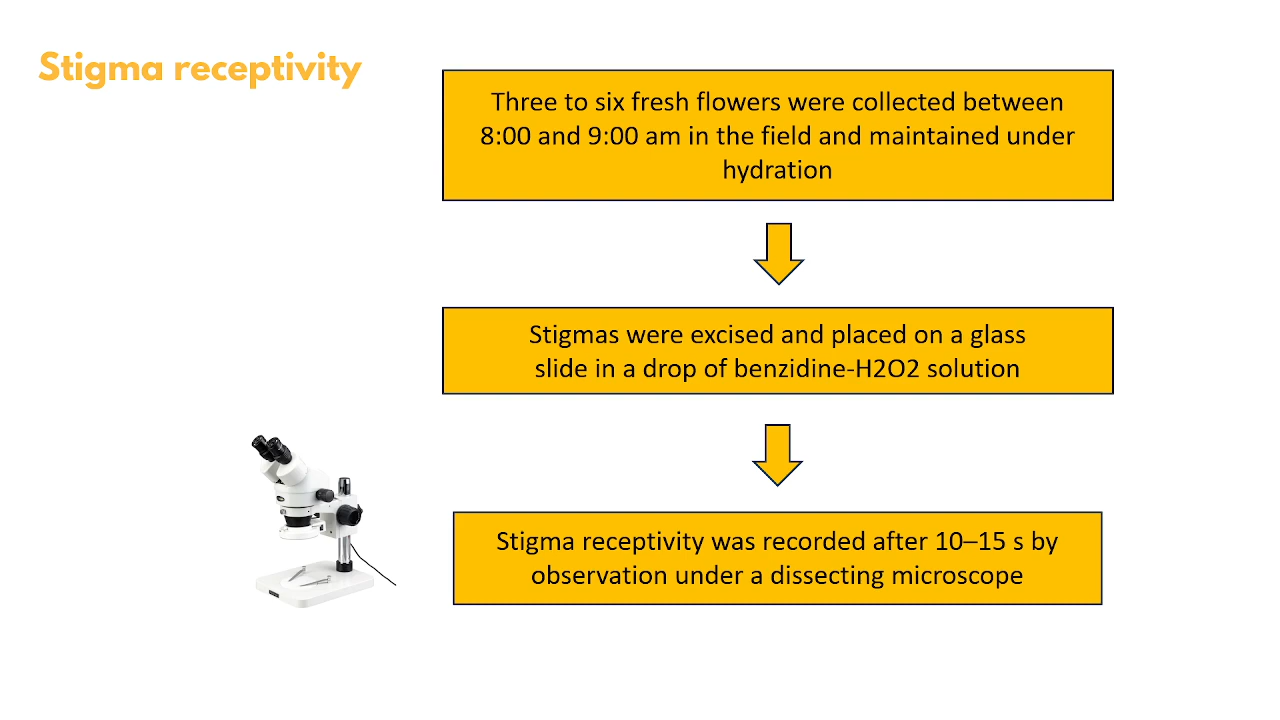 Stigma receptivity
Three to six fresh flowers were collected between
8:00 and 9:00 am in the field and maintained under
hydration
Stigmas were excised and placed on a glass
slide in a drop of benzidine-H2O2 solution
Stigma receptivity was recorded after 10–15 s by
observation under a dissecting microscope